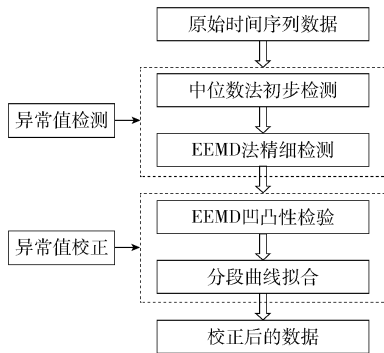 原始时间序列数据
中位数法初步检测
异常值检测
EEMD法精细检测
EEMD凹凸性检验
异常值校正
分段曲线拟合
校正后的数据